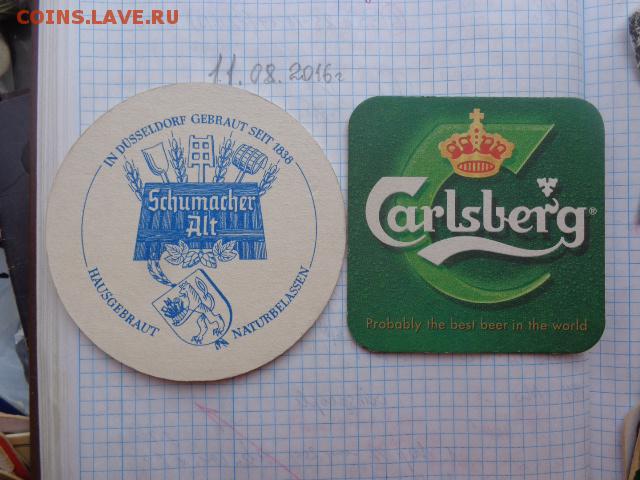 COINS.LAVE.RU
11.08.2016г
IN DÜSSELDORF GEBRAUT SEIT 1838
Schumacher
Alt
HAUSGEBRAUT
NATURBELASSEN
Carlsberg®
Probably the best beer in the world